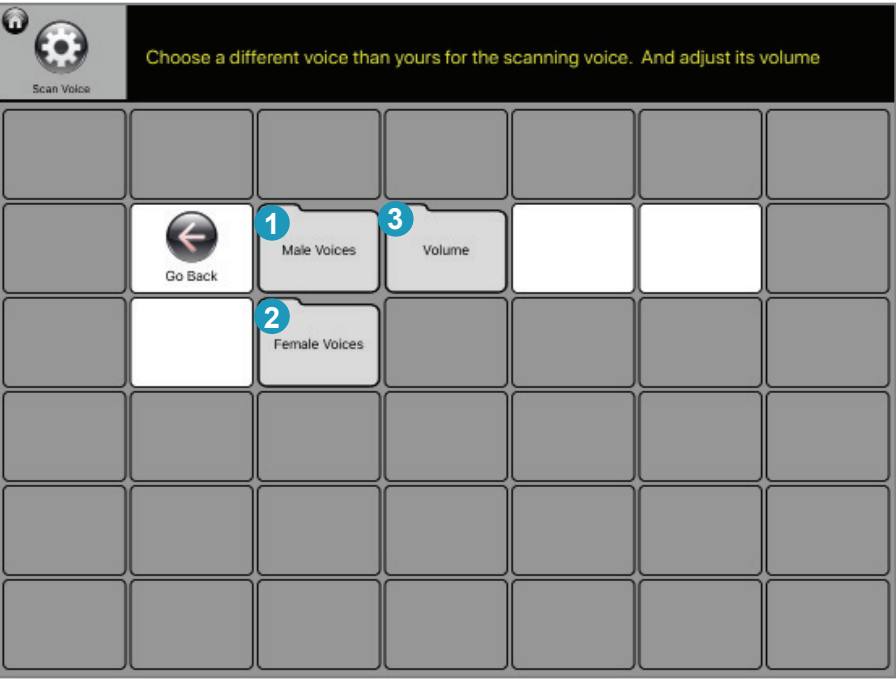 Scan Voice
Choose a different voice than yours for the scanning voice. And adjust its volume
Go Back
1
Male Voices
3
Volume
2
Female Voices